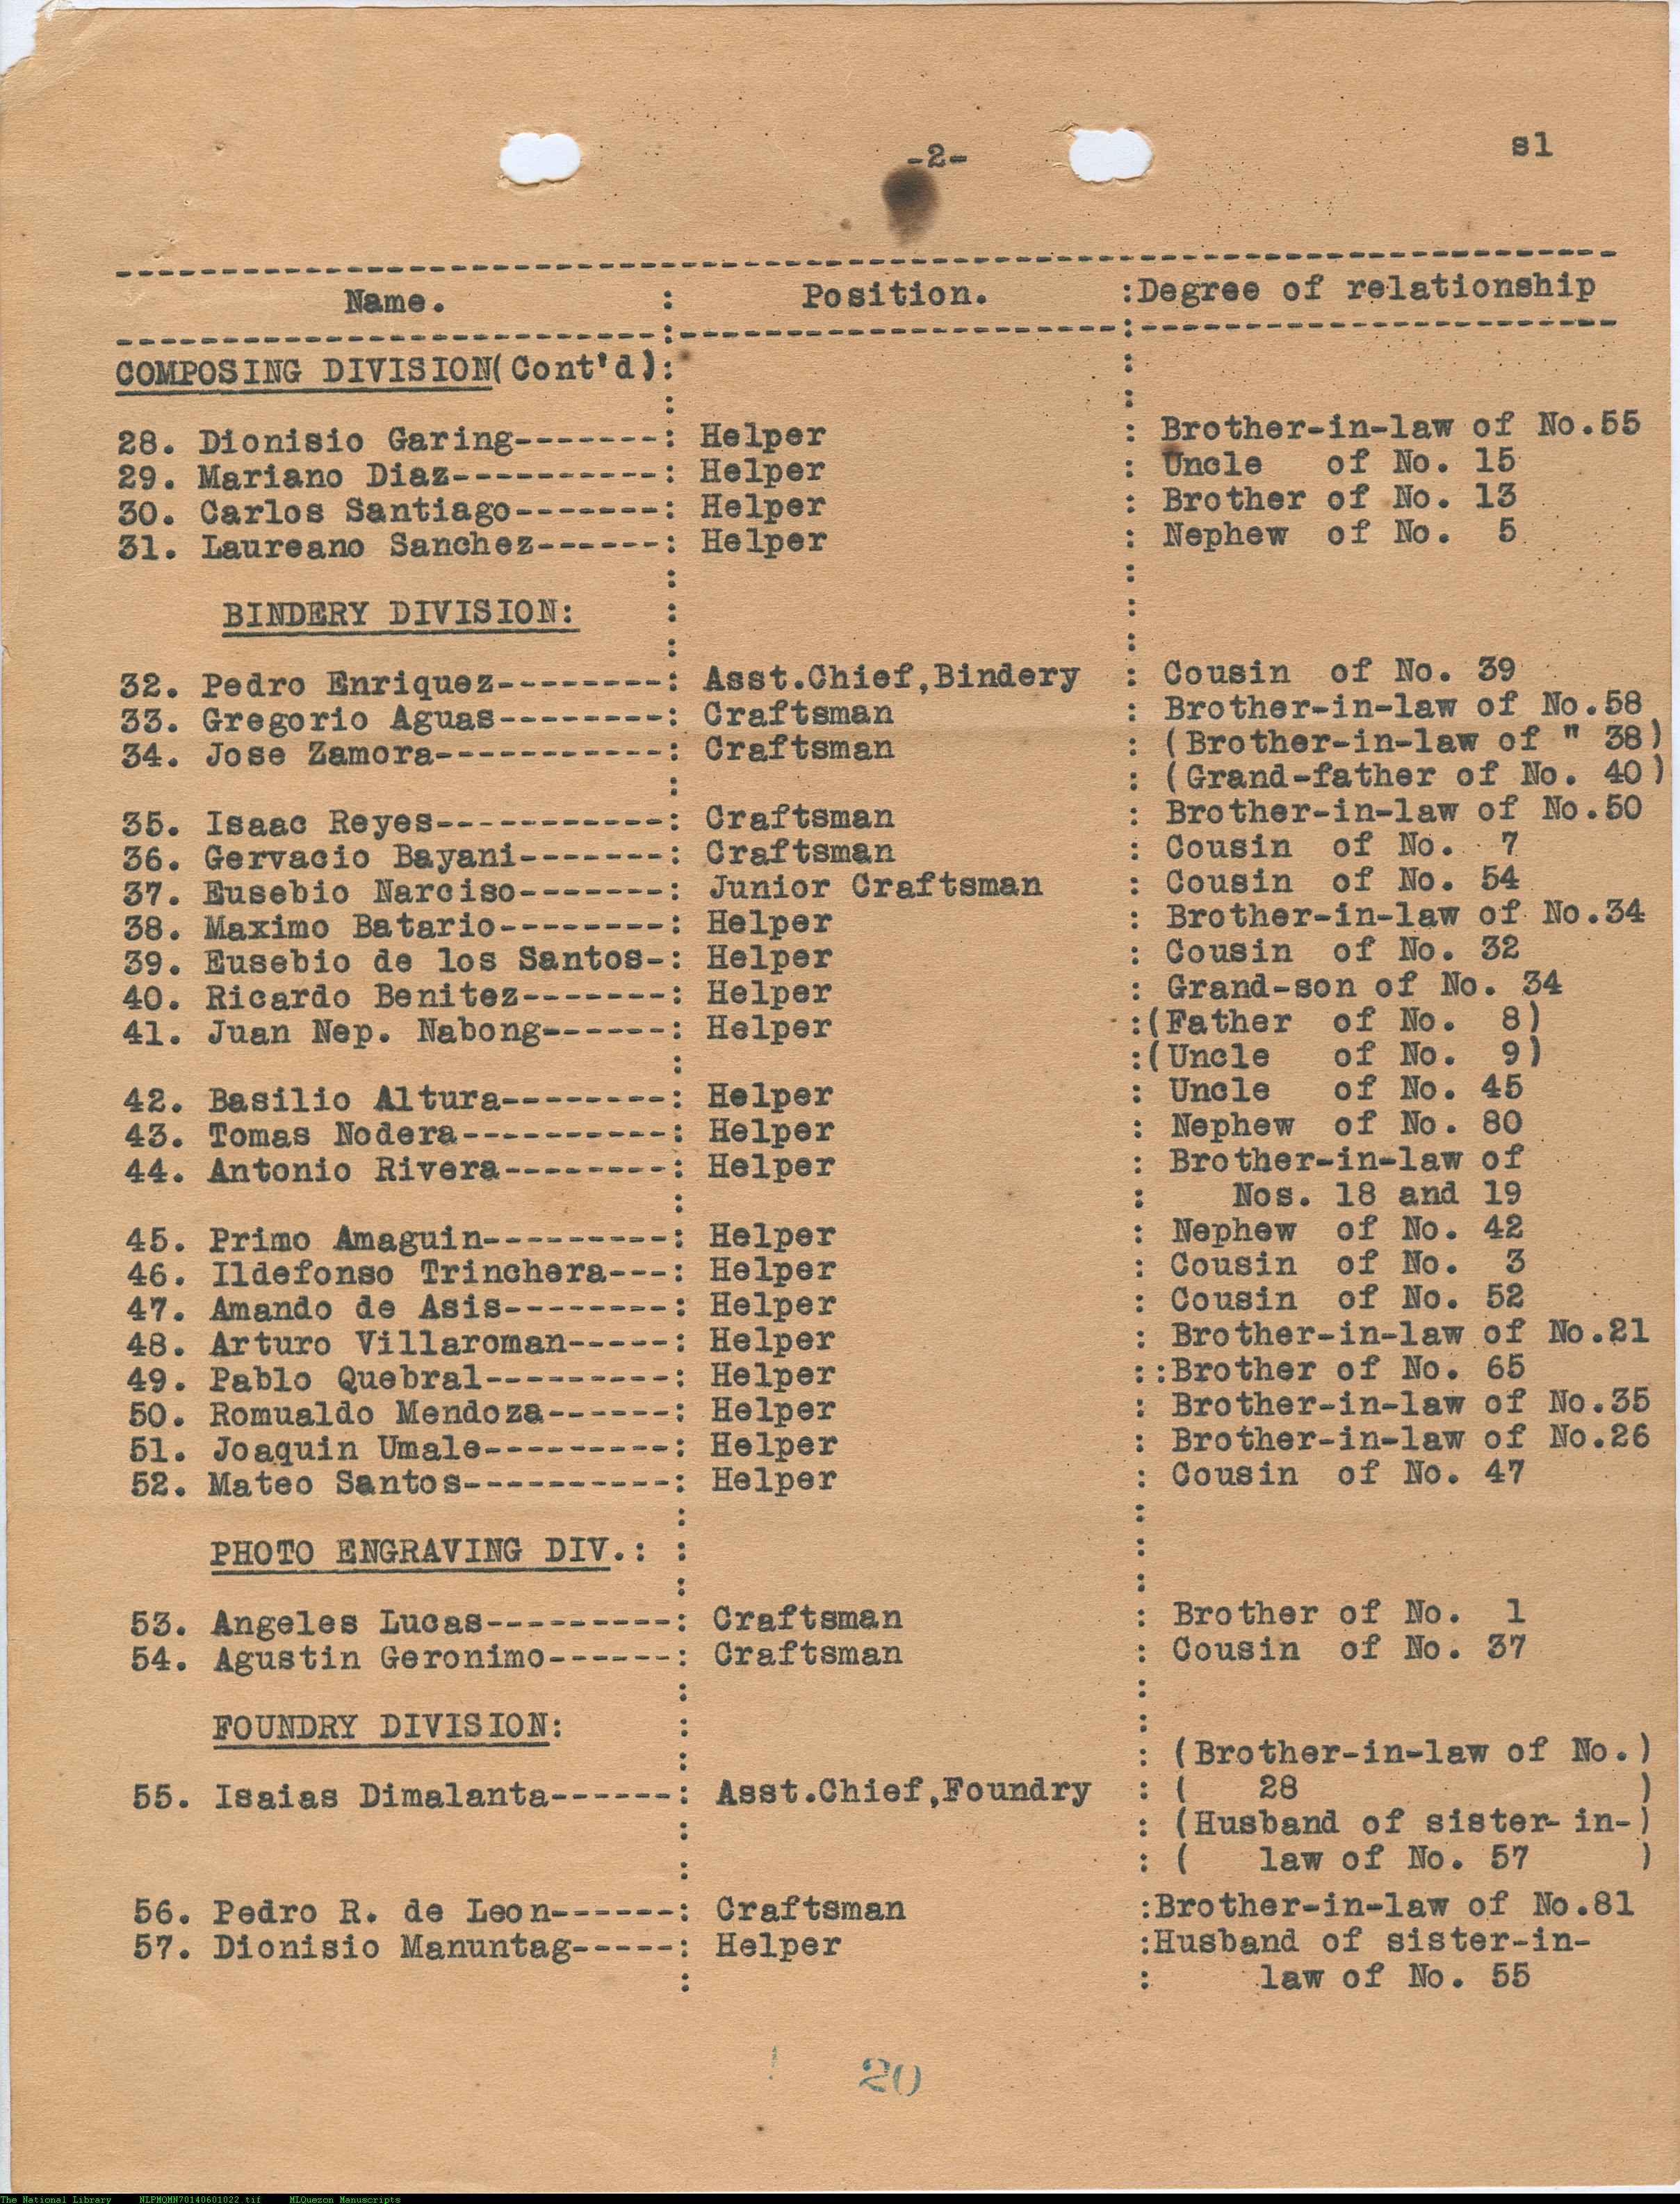 -2-
sl
Name. : Position. :Degree of relationship
COMPOSING DIVISION(Cont'd):
28. Dionisio Garing-------: Helper : Brother-in-law of No.55
29. Mariano Diaz----------: Helper : Uncle of No. 15
30. Carlos Santiago-------: Helper : Brother of No. 13
31. Laureano Sanchez------: Helper : Nephew of No. 5
BINDERY DIVISION:
32. Pedro Enriquez--------: Asst.Chief,Bindery : Cousin of No. 39
33. Gregorio Aguas--------: Craftsman : Brother-in-law of No.58
34. Jose Zamora-----------: Craftsman : (Brother-in-law of " 38)
: (Grand-father of No. 40)
35. Isaac Reyes-----------: Craftsman : Brother-in-law of No.50
36. Gervacio Bayani-------: Craftsman : Cousin of No. 7
37. Eusebio Narciso-------: Junior Craftsman : Cousin of No. 54
38. Maximo Batario--------: Helper : Brother-in-law of No.34
39. Eusebio de los Santos-: Helper : Cousin of No. 32
40. Ricardo Benitez-------: Helper : Grand-son of No. 34
41. Juan Nep. Nabong------: Helper :(Father of No. 8)
:(Uncle of No. 9)
42. Basilio Altura--------: Helper : Uncle of No. 45
43. Tomas Nodera----------: Helper : Nephew of No. 80
44. Antonio Rivera--------: Helper : Brother-in-law of
: Nos. 18 and 19
45. Primo Amaguin---------: Helper : Nephew of No. 42
46. Ildefonso Trinchera---: Helper : Cousin of No. 3
47. Amando de Asis--------: Helper : Cousin of No. 52
48. Arturo Villaroman-----: Helper : Brother-in-law of No.21
49. Pablo Quebral---------: Helper ::Brother of No. 65
50. Romualdo Mendoza------: Helper : Brother-in-law of No.35
51. Joaquin Umale---------: Helper : Brother-in-law of No.26
52. Mateo Santos----------: Helper : Cousin of No. 47
PHOTO ENGRAVING DIV.:
53. Angeles Lucas---------: Craftsman : Brother of No. 1
54. Agustin Geronimo------: Craftsman : Cousin of No. 37
FOUNDRY DIVISION:
: (Brother-in-law of No.)
55. Isaias Dimalanta------: Asst.Chief,Foundry : ( 28 )
: (Husband of sister-in-)
: ( law of No. 57 )
56. Pedro R. de Leon------: Craftsman :Brother-in-law of No.81
57. Dionisio Manuntag-----: Helper :Husband of sister-in-
: law of No. 55
20
The National Library NLPMQMN70140601022.tif MLQuezon Manuscripts